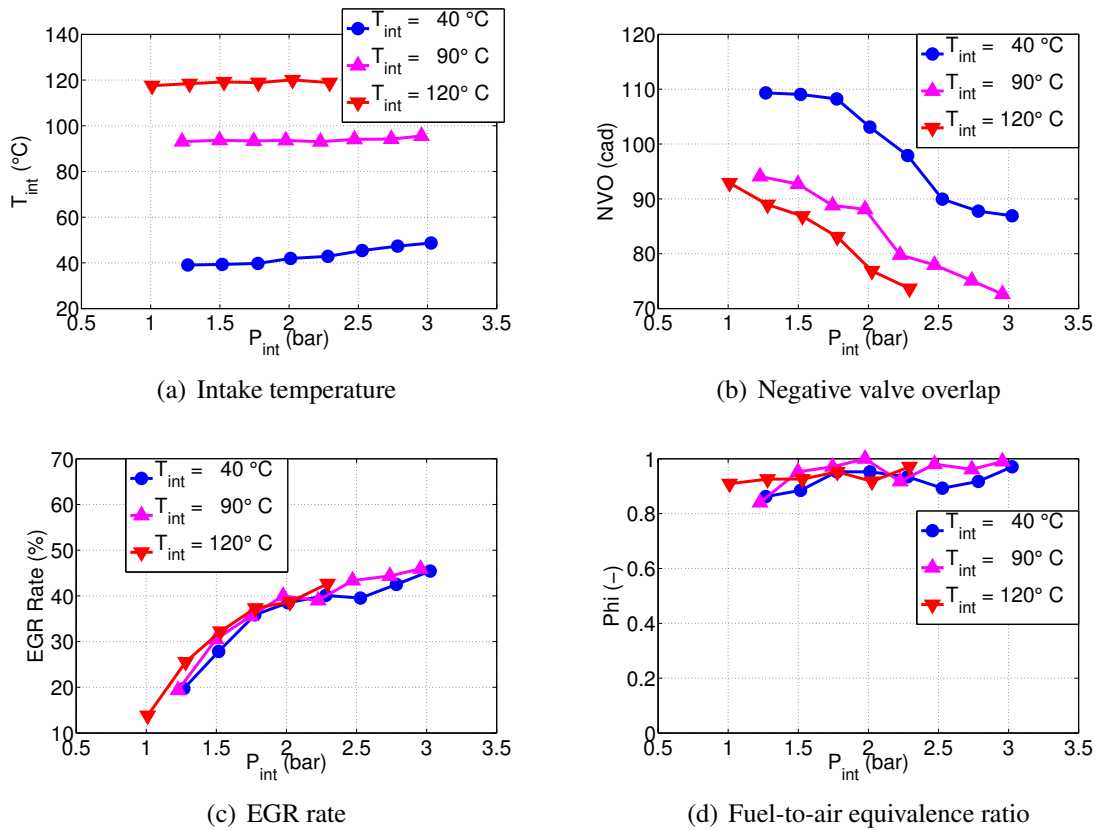 T_int = 40 °C
T_int = 90° C
T_int = 120° C
140
120
100
80
60
40
20
T_int (°C)
0.5 1 1.5 2 2.5 3 3.5
P_int (bar)
(a) Intake temperature
T_int = 40 °C
T_int = 90° C
T_int = 120° C
120
110
100
90
80
70
NVO (cad)
0.5 1 1.5 2 2.5 3 3.5
P_int (bar)
(b) Negative valve overlap
T_int = 40 °C
T_int = 90° C
T_int = 120° C
70
60
50
40
30
20
10
EGR Rate (%)
0.5 1 1.5 2 2.5 3 3.5
P_int (bar)
(c) EGR rate
1
0.8
0.6
0.4
0.2
0
Phi (−)
T_int = 40 °C
T_int = 90° C
T_int = 120° C
0.5 1 1.5 2 2.5 3 3.5
P_int (bar)
(d) Fuel-to-air equivalence ratio